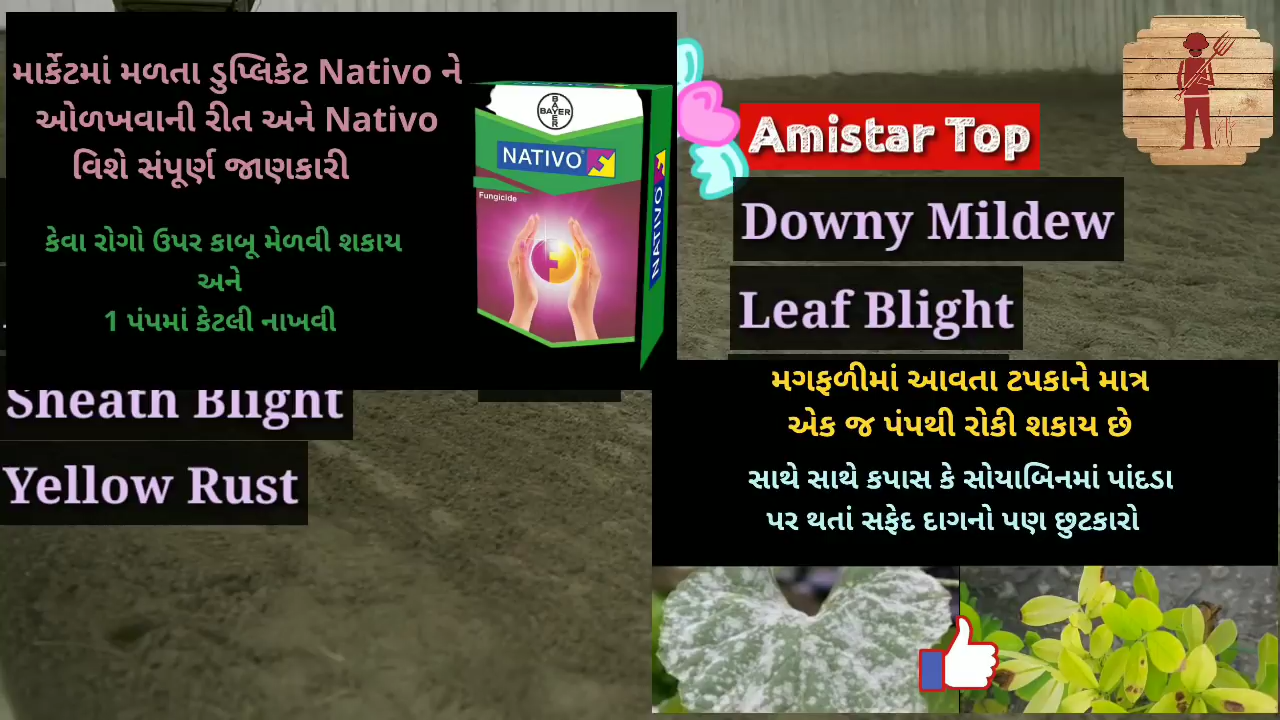 માર્કેટમાં મળતા ડુપ્લિકેટ Nativo ને
ઓળખવાની રીત અને Nativo
વિશે સંપૂર્ણ જાણકારી
કેવા રોગો ઉપર કાબૂ મેળવી શકાય
અને
1 પંપમાં કેટલી નાખવી
BAYER
BAYER
NATIVO
Fungicide
NATIVO
Amistar Top
Downy Mildew
Leaf Blight
Sheath Blight
Yellow Rust
મગફળીમાં આવતા ટપકાને માત્ર
એક જ પંપથી રોકી શકાય છે
સાથે સાથે કપાસ કે સોયાબિનમાં પાંદડા
પર થતાં સફેદ દાગનો પણ છુટકારો